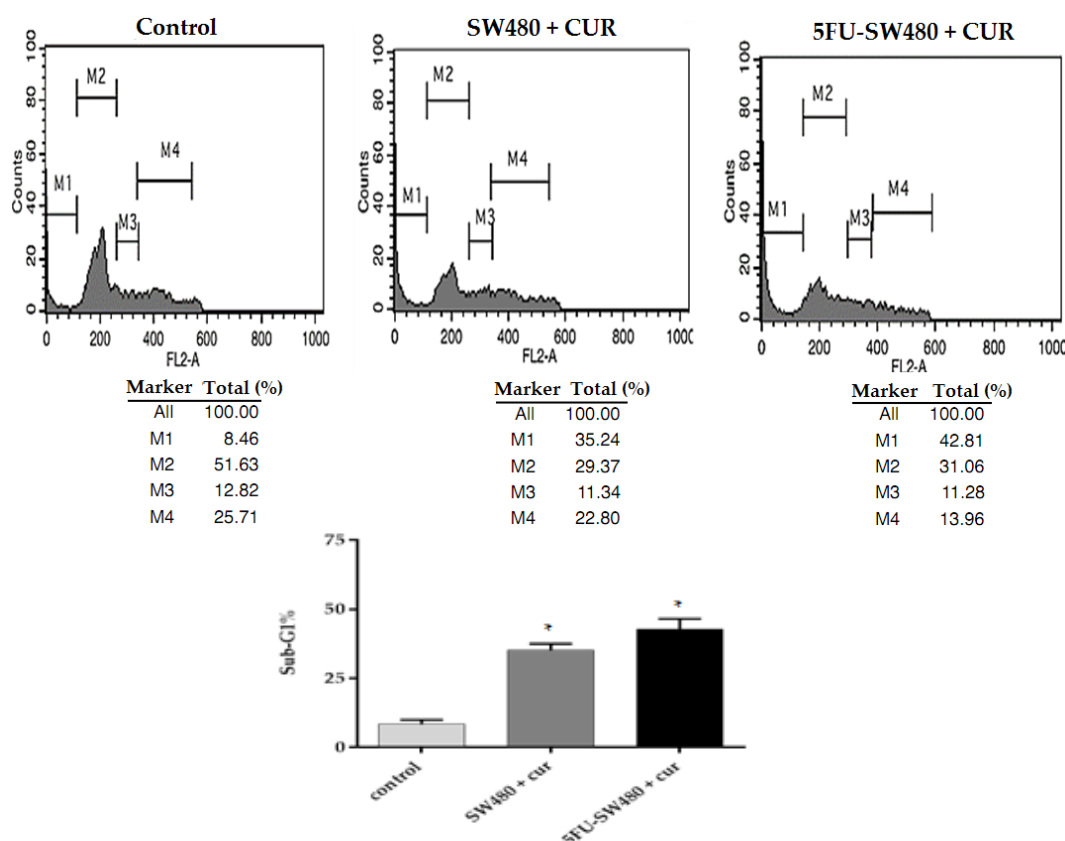 Control SW480 + CUR 5FU-SW480 + CUR
Counts 0 20 40 60 80 100 M1 M2 M3 M4 0 200 400 600 800 1000 FL2-A
Counts 0 20 40 60 80 100 M1 M2 M3 M4 0 200 400 600 800 1000 FL2-A
Counts 0 20 40 60 80 100 M1 M2 M3 M4 0 200 400 600 800 1000 FL2-A
Marker Total (%)
All 100.00
M1 8.46
M2 51.63
M3 12.82
M4 25.71
Marker Total (%)
All 100.00
M1 35.24
M2 29.37
M3 11.34
M4 22.80
Marker Total (%)
All 100.00
M1 42.81
M2 31.06
M3 11.28
M4 13.96
Sub-G1%
75
50
25
0
* *
control
SW480 + cur
5FU-SW480 + cur